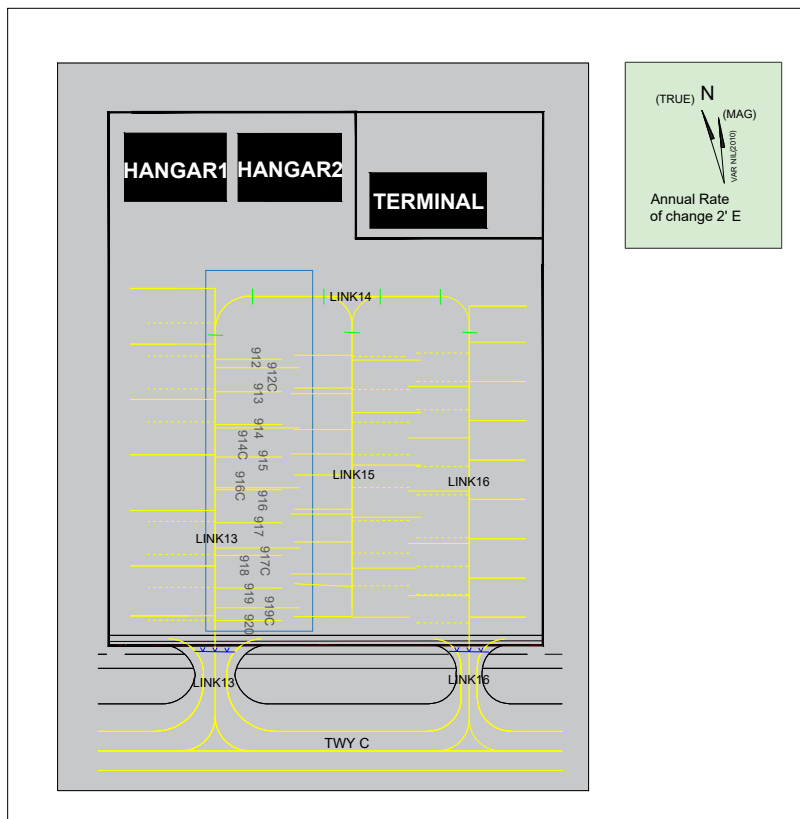 HANGAR1
HANGAR2
TERMINAL
(TRUE)
N
(MAG)
VAR NIL(2010)
Annual Rate
of change 2' E
LINK14
912
912C
913
914
914C
915
916C
916
917
917C
918
919
919C
920
LINK13
LINK15
LINK16
LINK13
LINK16
TWY C